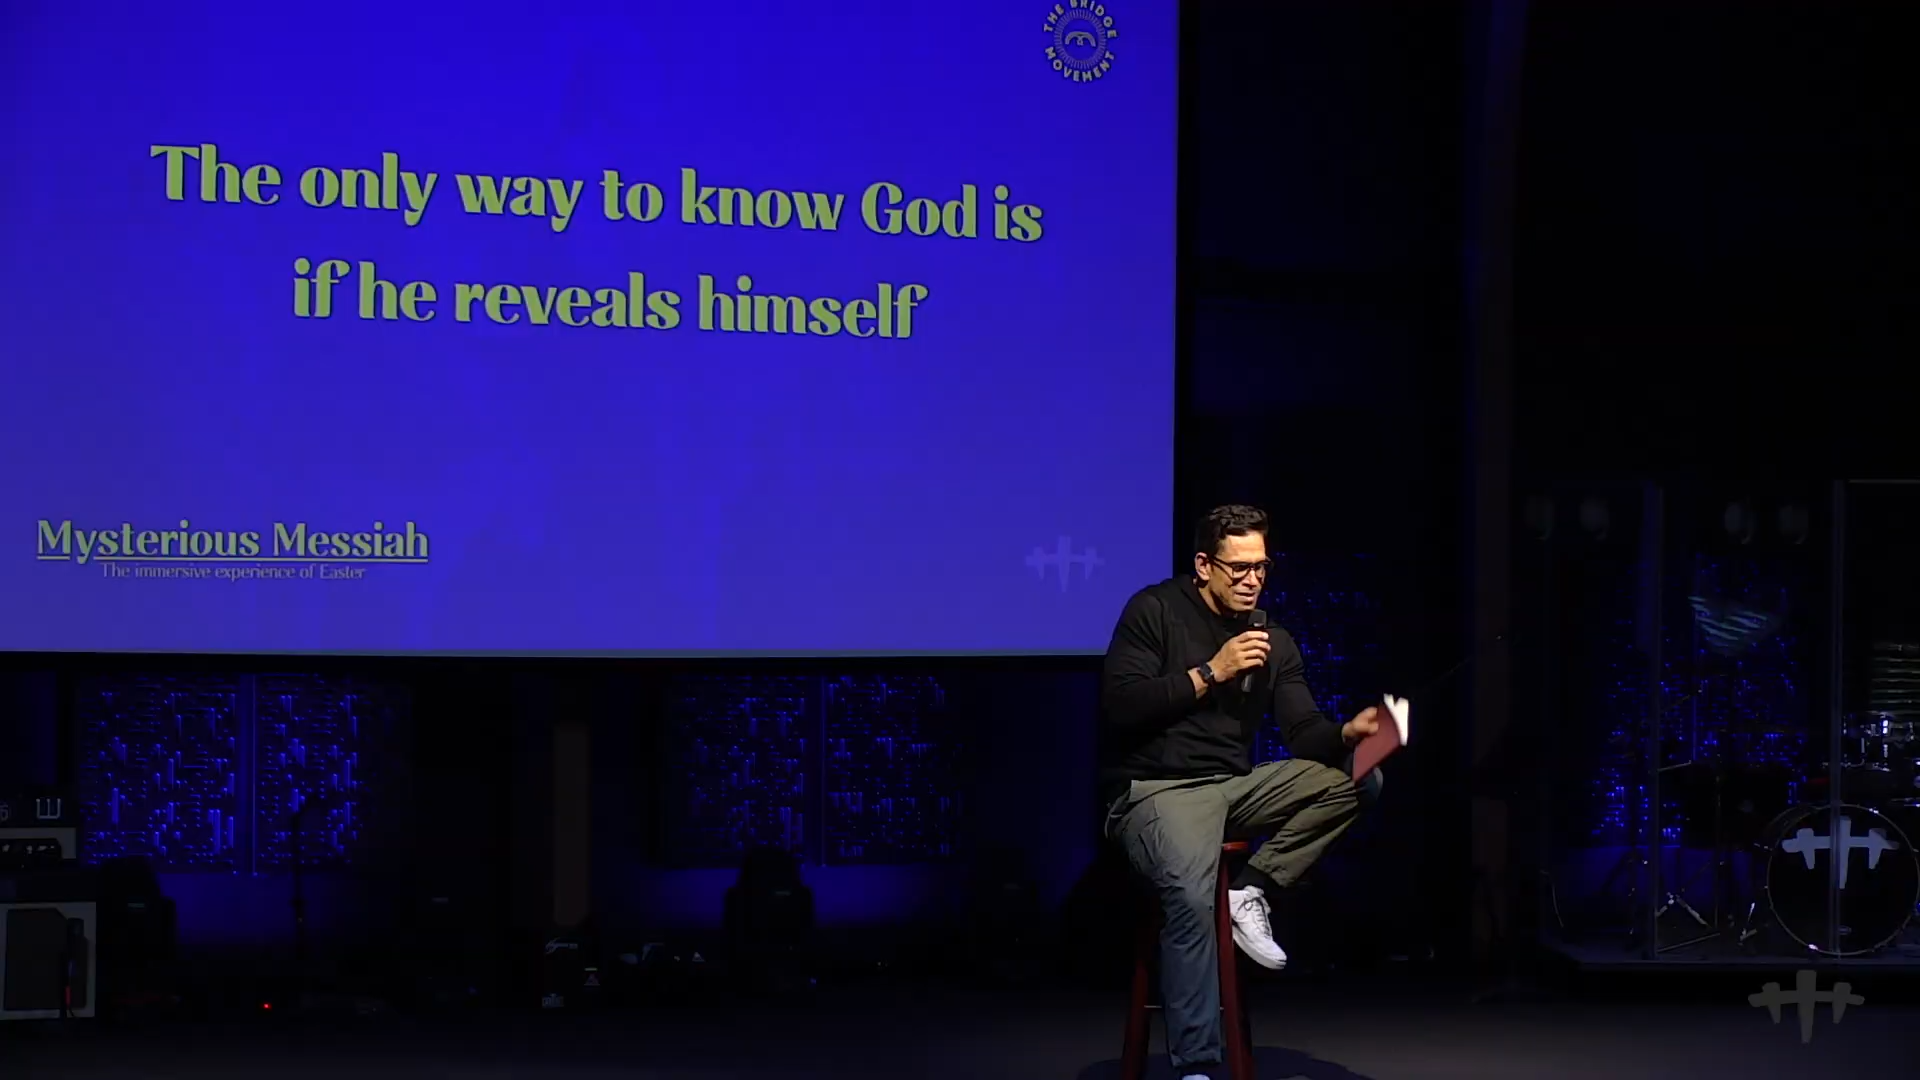 THE BRIDGE
MOVEMENT
The only way to know God is
if he reveals himself
Mysterious Messiah
The immersive experience of Easter